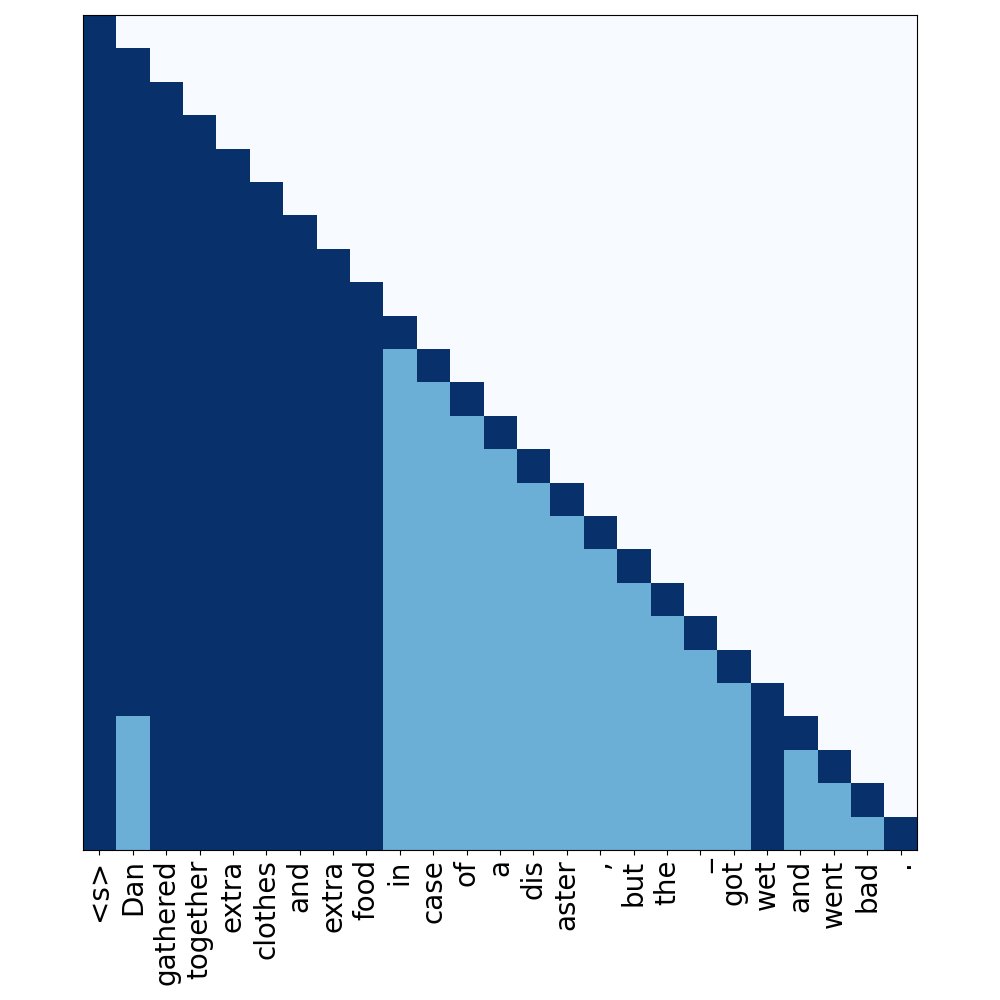 <s>
Dan
gathered
together
extra
clothes
and
extra
food
in
case
of
a
dis
aster
,
but
the
_
got
wet
and
went
bad
.